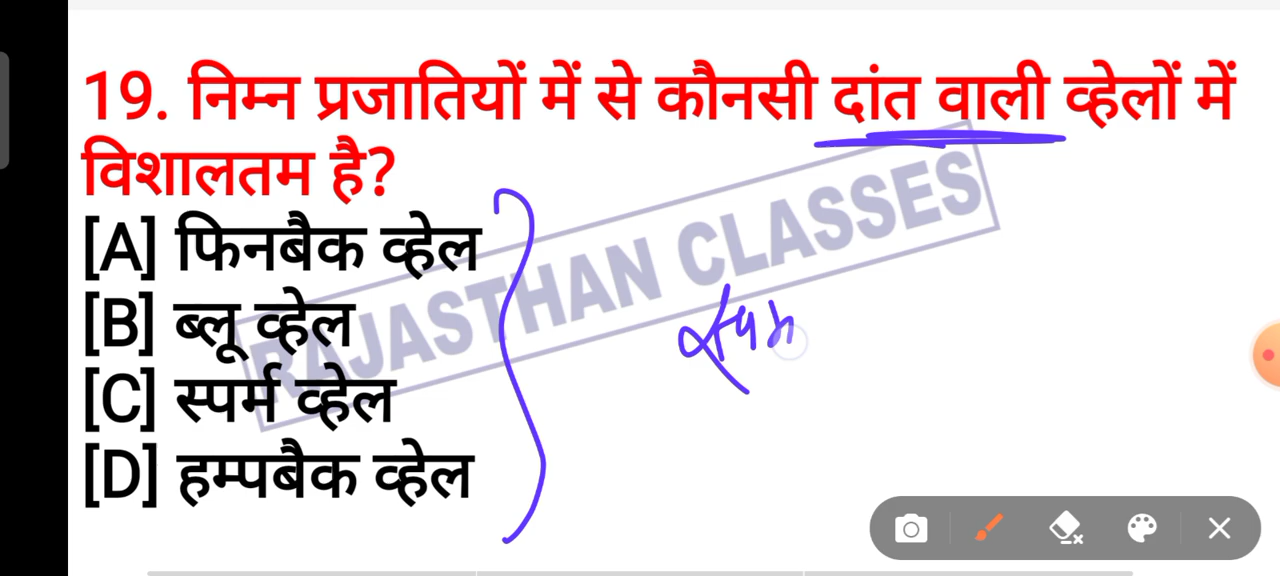 19. निम्न प्रजातियों में से कौनसी दांत वाली व्हेलों में
विशालतम है?
[A] फिनबैक व्हेल
[B] ब्लू व्हेल
[C] स्पर्म व्हेल
[D] हम्पबैक व्हेल
RAJASTHAN CLASSES